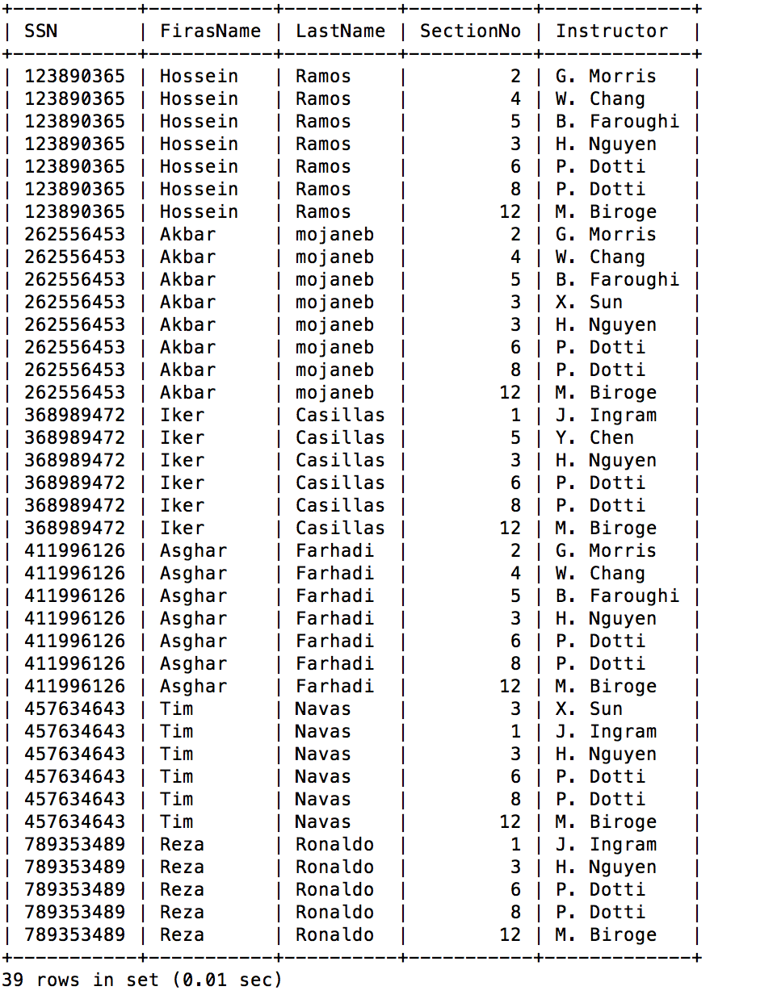 +-----------+-----------+----------+-----------+-------------+
| SSN       | FirasName | LastName | SectionNo | Instructor  |
+-----------+-----------+----------+-----------+-------------+
| 123890365 | Hossein   | Ramos    |         2 | G. Morris   |
| 123890365 | Hossein   | Ramos    |         4 | W. Chang    |
| 123890365 | Hossein   | Ramos    |         5 | B. Faroughi |
| 123890365 | Hossein   | Ramos    |         3 | H. Nguyen   |
| 123890365 | Hossein   | Ramos    |         6 | P. Dotti    |
| 123890365 | Hossein   | Ramos    |         8 | P. Dotti    |
| 123890365 | Hossein   | Ramos    |        12 | M. Biroge   |
| 262556453 | Akbar     | mojaneb  |         2 | G. Morris   |
| 262556453 | Akbar     | mojaneb  |         4 | W. Chang    |
| 262556453 | Akbar     | mojaneb  |         5 | B. Faroughi |
| 262556453 | Akbar     | mojaneb  |         3 | X. Sun      |
| 262556453 | Akbar     | mojaneb  |         3 | H. Nguyen   |
| 262556453 | Akbar     | mojaneb  |         6 | P. Dotti    |
| 262556453 | Akbar     | mojaneb  |         8 | P. Dotti    |
| 262556453 | Akbar     | mojaneb  |        12 | M. Biroge   |
| 368989472 | Iker      | Casillas |         1 | J. Ingram   |
| 368989472 | Iker      | Casillas |         5 | Y. Chen     |
| 368989472 | Iker      | Casillas |         3 | H. Nguyen   |
| 368989472 | Iker      | Casillas |         6 | P. Dotti    |
| 368989472 | Iker      | Casillas |         8 | P. Dotti    |
| 368989472 | Iker      | Casillas |        12 | M. Biroge   |
| 411996126 | Asghar    | Farhadi  |         2 | G. Morris   |
| 411996126 | Asghar    | Farhadi  |         4 | W. Chang    |
| 411996126 | Asghar    | Farhadi  |         5 | B. Faroughi |
| 411996126 | Asghar    | Farhadi  |         3 | H. Nguyen   |
| 411996126 | Asghar    | Farhadi  |         6 | P. Dotti    |
| 411996126 | Asghar    | Farhadi  |         8 | P. Dotti    |
| 411996126 | Asghar    | Farhadi  |        12 | M. Biroge   |
| 457634643 | Tim       | Navas    |         3 | X. Sun      |
| 457634643 | Tim       | Navas    |         1 | J. Ingram   |
| 457634643 | Tim       | Navas    |         3 | H. Nguyen   |
| 457634643 | Tim       | Navas    |         6 | P. Dotti    |
| 457634643 | Tim       | Navas    |         8 | P. Dotti    |
| 457634643 | Tim       | Navas    |        12 | M. Biroge   |
| 789353489 | Reza      | Ronaldo  |         1 | J. Ingram   |
| 789353489 | Reza      | Ronaldo  |         3 | H. Nguyen   |
| 789353489 | Reza      | Ronaldo  |         6 | P. Dotti    |
| 789353489 | Reza      | Ronaldo  |         8 | P. Dotti    |
| 789353489 | Reza      | Ronaldo  |        12 | M. Biroge   |
+-----------+-----------+----------+-----------+-------------+
39 rows in set (0.01 sec)